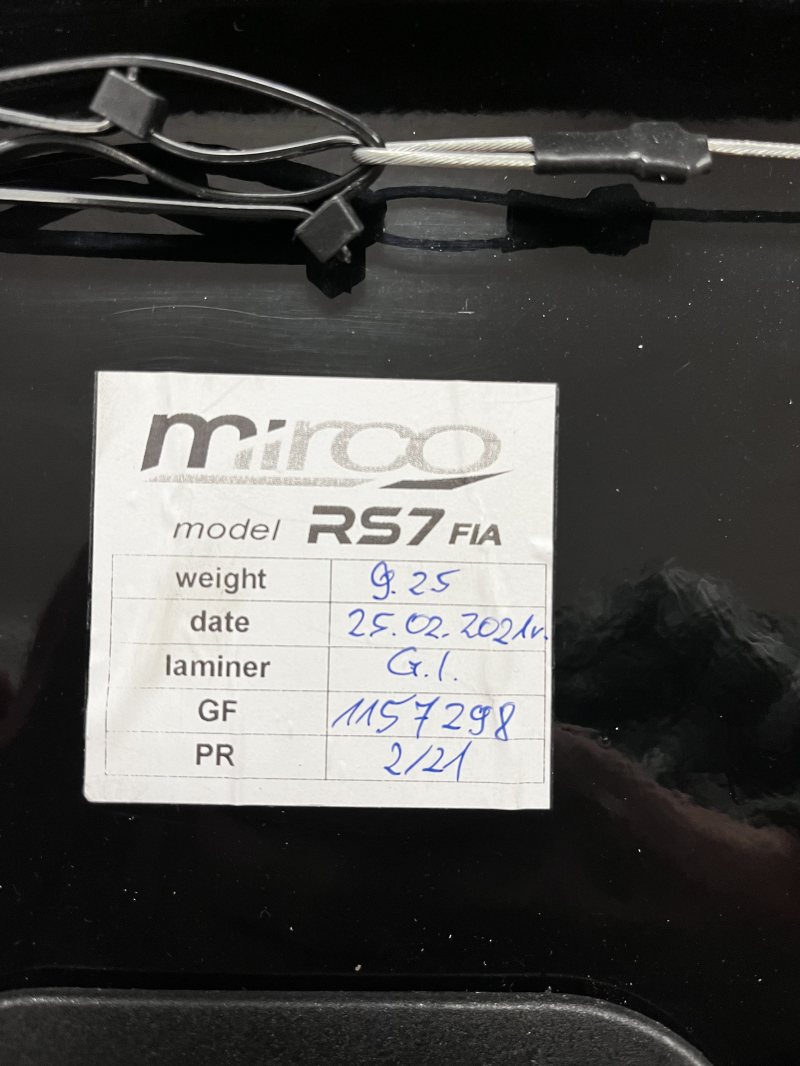 mirco
model RS7 FIA
weight 9.25
date 25.02.2021r.
laminer G.I.
GF 1157298
PR 2/21